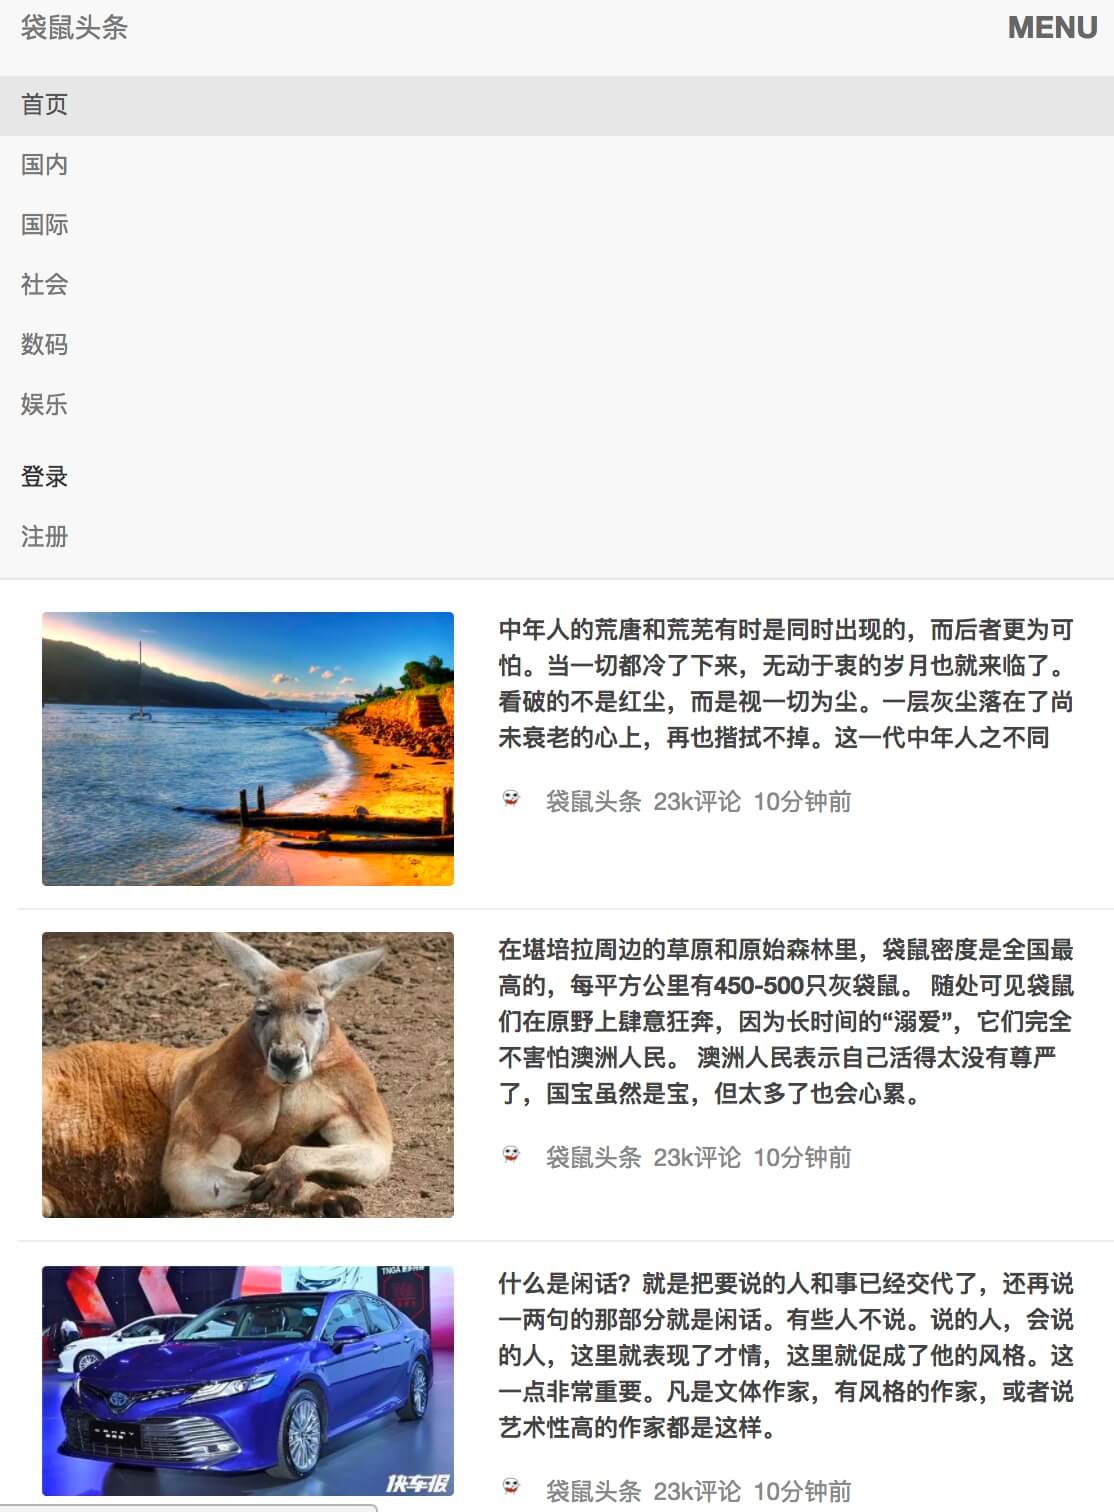 袋鼠头条
MENU
首页
国内
国际
社会
数码
娱乐
登录
注册
中年人的荒唐和荒芜有时是同时出现的，而后者更为可
怕。当一切都冷了下来，无动于衷的岁月也就来临了。
看破的不是红尘，而是视一切为尘。一层灰尘落在了尚
未衰老的心上，再也揩拭不掉。这一代中年人之不同
袋鼠头条 23k评论 10分钟前
在堪培拉周边的草原和原始森林里，袋鼠密度是全国最
高的，每平方公里有450-500只灰袋鼠。 随处可见袋鼠
们在原野上肆意狂奔，因为长时间的“溺爱”，它们完全
不害怕澳洲人民。 澳洲人民表示自己活得太没有尊严
了，国宝虽然是宝，但太多了也会心累。
袋鼠头条 23k评论 10分钟前
TNGA
快车报
什么是闲话？就是把要说的人和事已经交代了，还再说
一两句的那部分就是闲话。有些人不说。说的人，会说
的人，这里就表现了才情，这里就促成了他的风格。这
一点非常重要。凡是文体作家，有风格的作家，或者说
艺术性高的作家都是这样。
袋鼠头条 23k评论 10分钟前